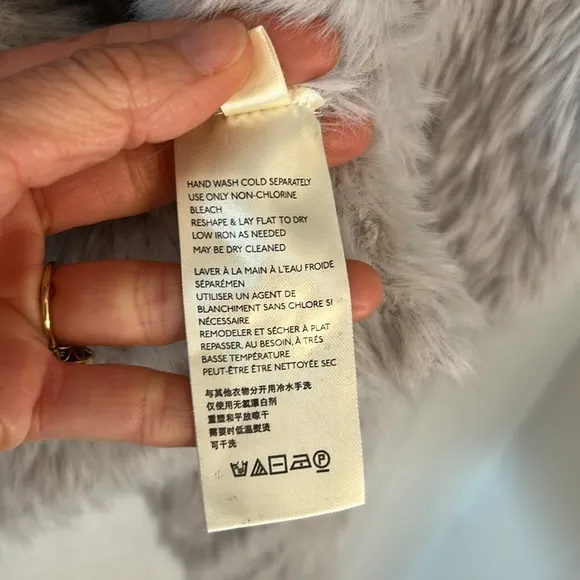 HAND WASH COLD SEPARATELY
USE ONLY NON-CHLORINE
BLEACH
RESHAPE & LAY FLAT TO DRY
LOW IRON AS NEEDED
MAY BE DRY CLEANED
LAVER À LA MAIN À L'EAU FROIDE
SÉPARÉMEN
UTILISER UN AGENT DE
BLANCHIMENT SANS CHLORE SI
NÉCESSAIRE
REMODELER ET SÉCHER À PLAT
REPASSER, AU BESOIN, À TRÉS
BASSE TEMPÉRATURE
PEUT-ÊTRE ÊTRE NETTOYÉE SEC
与其他衣物分开用冷水手洗
仅使用无氯漂白剂
重塑和平放晾干
需要时低温熨烫
可干洗
P